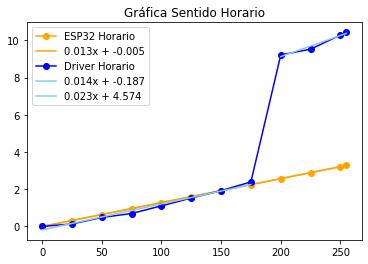 Gráfica Sentido Horario
ESP32 Horario
0.013x + -0.005
Driver Horario
0.014x + -0.187
0.023x + 4.574
10
8
6
4
2
0
0 50 100 150 200 250